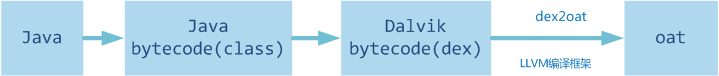 Java
Java
bytecode(class)
Dalvik
bytecode(dex)
dex2oat
LLVM编译框架
oat